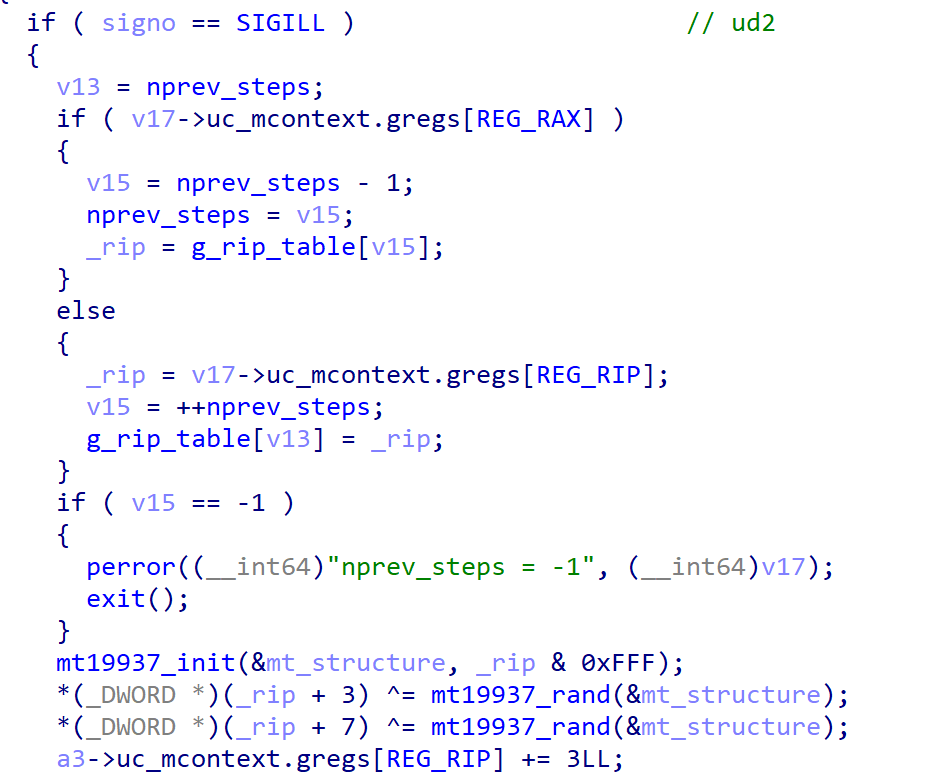 if ( signo == SIGILL ) // ud2
{
v13 = nprev_steps;
if ( v17->uc_mcontext.gregs[REG_RAX] )
{
v15 = nprev_steps - 1;
nprev_steps = v15;
_rip = g_rip_table[v15];
}
else
{
_rip = v17->uc_mcontext.gregs[REG_RIP];
v15 = ++nprev_steps;
g_rip_table[v13] = _rip;
}
if ( v15 == -1 )
{
perror((__int64)"nprev_steps = -1", (__int64)v17);
exit();
}
mt19937_init(&mt_structure, _rip & 0xFFF);
*(_DWORD *)(_rip + 3) ^= mt19937_rand(&mt_structure);
*(_DWORD *)(_rip + 7) ^= mt19937_rand(&mt_structure);
a3->uc_mcontext.gregs[REG_RIP] += 3LL;